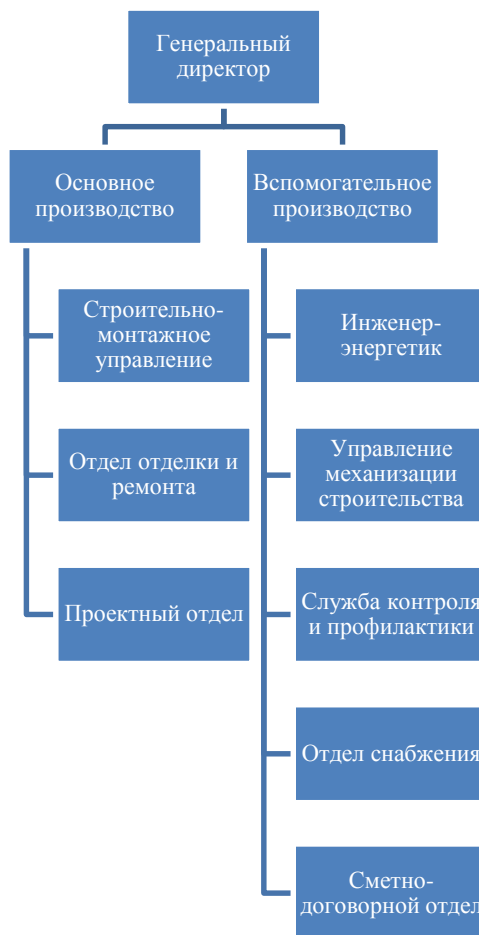 Генеральный
директор
Основное
производство
Вспомогательное
производство
Строительно-
монтажное
управление
Отдел отделки и
ремонта
Проектный отдел
Инженер-
энергетик
Управление
механизации
строительства
Служба контроля
и профилактики
Отдел снабжения
Сметно-
договорной отдел